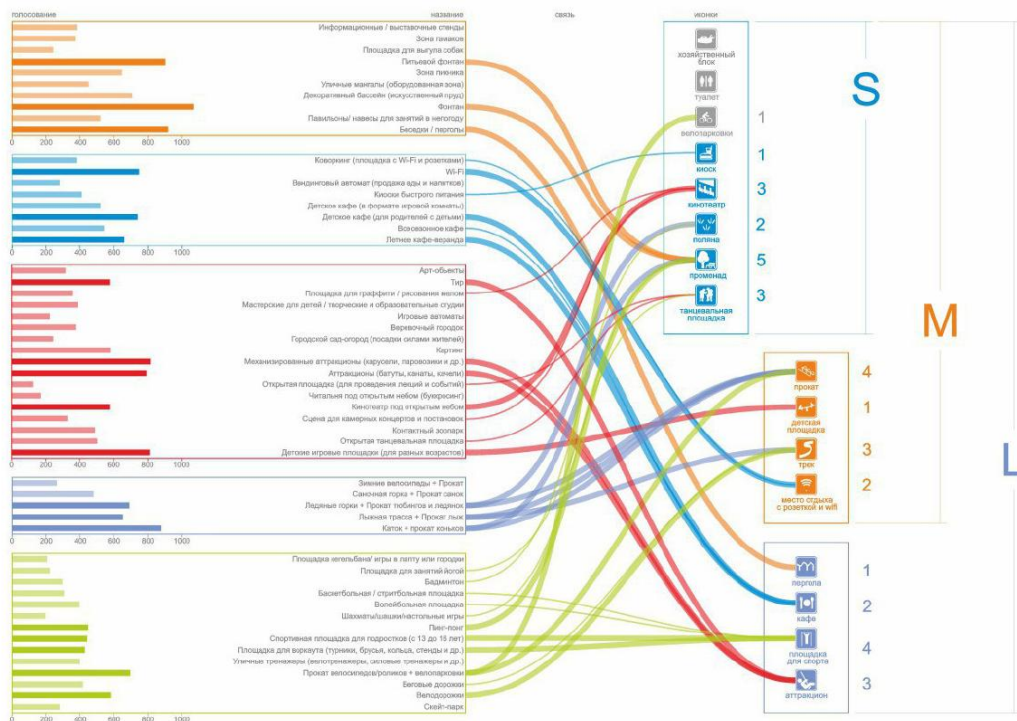 голосование
название
связь
иконки
Информационные / выставочные стенды
Зона гамаков
Площадка для выгула собак
Питьевой фонтан
Зона пикника
Уличные мангалы (оборудованная зона)
Декоративный бассейн (искусственный пруд)
Фонтан
Павильоны/ навесы для занятий в негоду
Беседки / перголы
0 200 400 600 800 1000
Коворкинг (площадка с Wi-Fi и розетками)
Wi-Fi
Вендинговый автомат (продажа еды и напитков)
Киоски быстрого питания
Детское кафе (в формате игровой комнаты)
Детское кафе (для родителей с детьми)
Всесезонное кафе
Летнее кафе-веранда
0 200 400 600 800 1000
Арт-объекты
Тир
Площадка для граффити / рисования мелом
Мастерские для детей / творческие и образовательные студии
Игровые автоматы
Веревочный городок
Городской сад-огород (посадки силами жителей)
Картинг
Механизированные аттракционы (карусели, паровозики и др.)
Аттракционы (батуты, канаты, качели)
Открытая площадка (для проведения лекций и событий)
Читальня под открытым небом (буккросинг)
Кинотеатр под открытым небом
Сцена для камерных концертов и постановок
Контактный зоопарк
Открытая танцевальная площадка
Детские игровые площадки (для разных возрастов)
0 200 400 600 800 1000
Зимние велосипеды + Прокат
Саночная горка + Прокат санок
Ледяные горки + Прокат тюбингов и ледянок
Лыжная трасса + Прокат лыж
Каток + прокат коньков
0 200 400 600 800 1000
Площадка кегельбана/ игры в лапту или городки
Площадка для занятий йогой
Бадминтон
Баскетбольная / стритбольная площадка
Волейбольная площадка
Шахматы/шашки/настольные игры
Пинг-понг
Спортивная площадка для подростков (с 13 до 18 лет)
Площадка для воркаута (турники, брусья, кольца, стенды и др.)
Уличные тренажеры (велотренажеры, силовые тренажеры и др.)
Прокат велосипедов/роликов + велопарковки
Беговые дорожки
Велодорожки
Скейт-парк
0 200 400 600 800 1000
хозяйственный
блок
туалет
велопарковки
1
киоск
1
кинотеатр
3
поляна
2
променад
5
танцевальная
площадка
3
S
M
L
прокат
4
детская
площадка
1
трек
3
место отдыха
с розеткой и wifi
2
пергола
1
кафе
2
площадка
для спорта
4
аттракцион
3